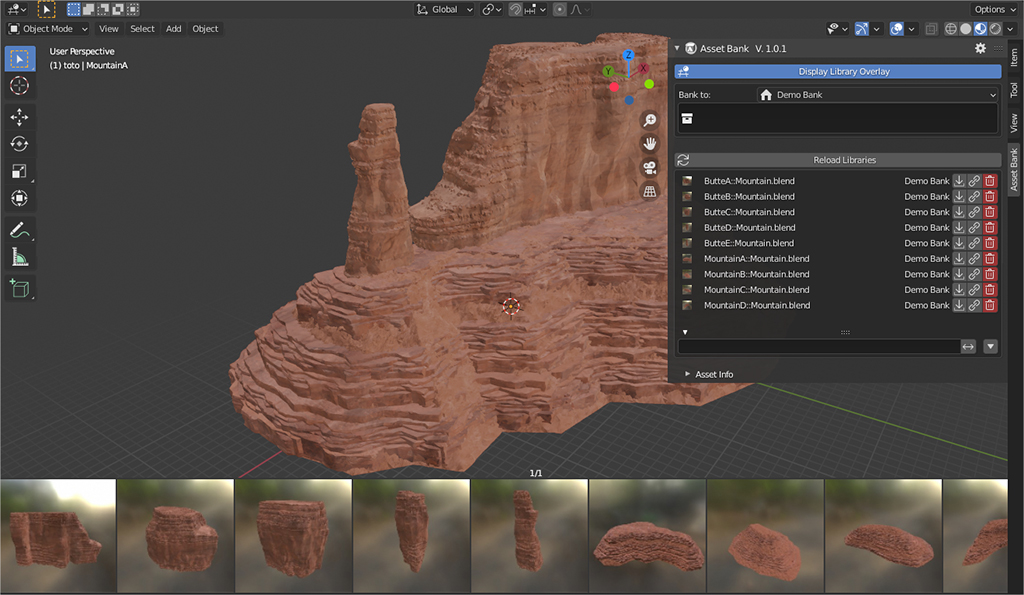 Global
Options
Object Mode View Select Add Object
User Perspective
(1) toto | MountainA
Z
Y
X
Asset Bank V. 1.0.1
Display Library Overlay
Bank to: Demo Bank
Reload Libraries
ButteA::Mountain.blend Demo Bank
ButteB::Mountain.blend Demo Bank
ButteC::Mountain.blend Demo Bank
ButteD::Mountain.blend Demo Bank
ButteE::Mountain.blend Demo Bank
MountainA::Mountain.blend Demo Bank
MountainB::Mountain.blend Demo Bank
MountainC::Mountain.blend Demo Bank
MountainD::Mountain.blend Demo Bank
Asset Info
Item
Tool
View
Asset Bank
1/1